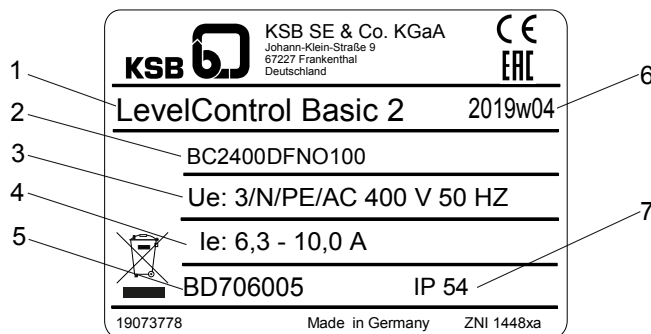 KSB
KSB SE & Co. KGaA
Johann-Klein-Straße 9
67227 Frankenthal
Deutschland
CE
EAC
1
LevelControl Basic 2
2019w04
6
2
BC2400DFNO100
3
Ue: 3/N/PE/AC 400 V 50 HZ
4
Ie: 6,3 - 10,0 A
7
5
BD706005
IP 54
19073778
Made in Germany
ZNI 1448xa